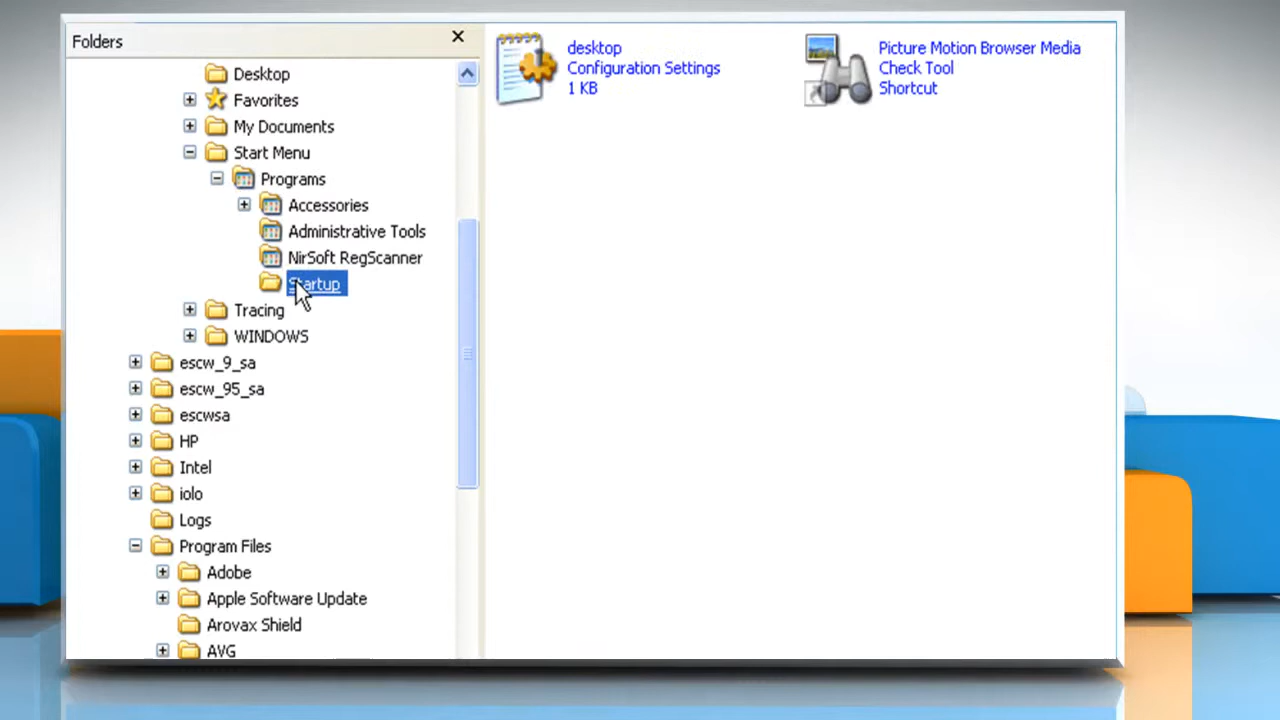 Folders
Desktop
Favorites
My Documents
Start Menu
Programs
Accessories
Administrative Tools
NirSoft RegScanner
Startup
Tracing
WINDOWS
escw_9_sa
escw_95_sa
escwsa
HP
Intel
iolo
Logs
Program Files
Adobe
Apple Software Update
Arovax Shield
AVG
desktop
Configuration Settings
1 KB
Picture Motion Browser Media
Check Tool
Shortcut